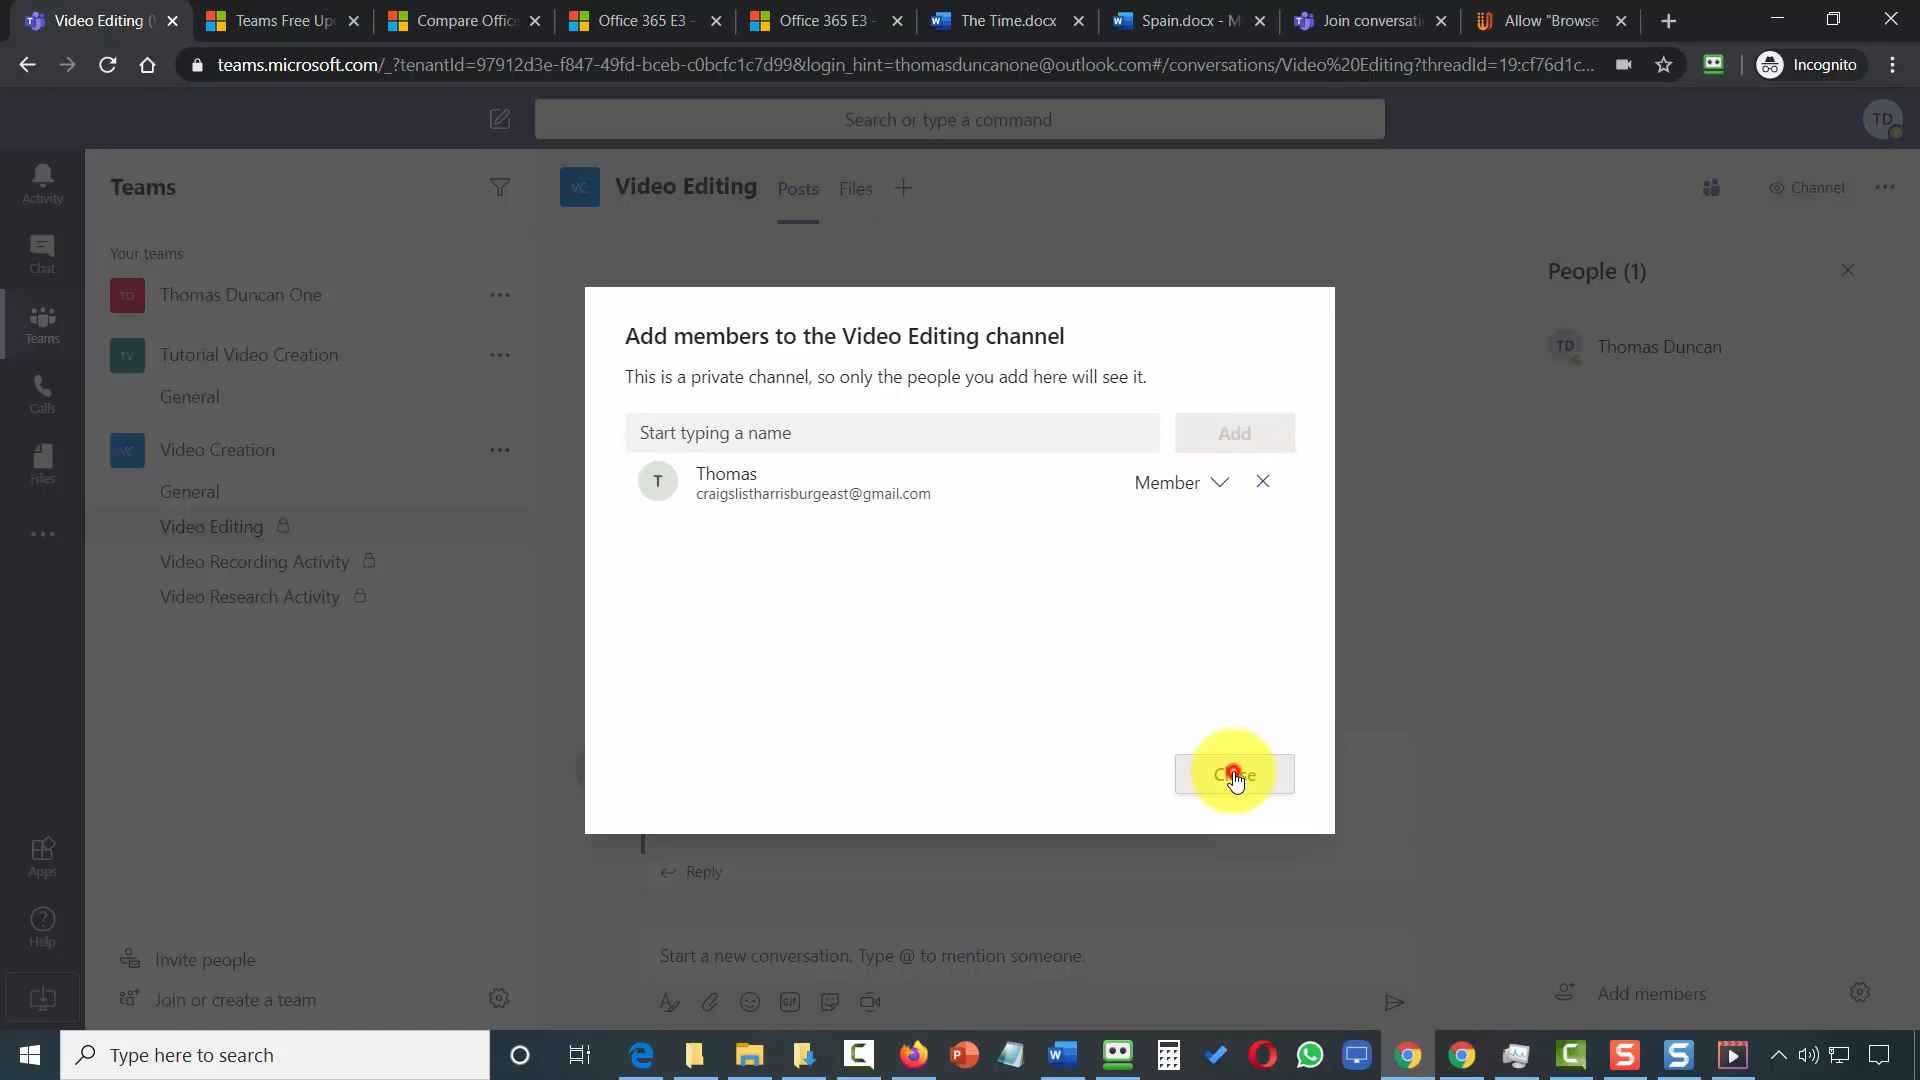 Video Editing (
Teams Free Up
Compare Office
Office 365 E3 -
Office 365 E3 -
The Time.docx
Spain.docx - M
Join conversati
Allow "Browse
teams.microsoft.com/_?tenantId=97912d3e-f847-49fd-bceb-c0bcfc1c7d99&login_hint=thomasduncanone@outlook.com#/conversations/Video%20Editing?threadId=19:cf76d1c...
Incognito
Search or type a command
TD
Activity
Chat
Teams
Calls
Files
Apps
Help
Teams
Your teams
TD Thomas Duncan One
TV Tutorial Video Creation
General
VC Video Creation
General
Video Editing
Video Recording Activity
Video Research Activity
Invite people
Join or create a team
VC Video Editing Posts Files
Channel
People (1)
TD Thomas Duncan
Add members to the Video Editing channel
This is a private channel, so only the people you add here will see it.
Start typing a name
Add
T Thomas
craigslistharrisburgeast@gmail.com
Member
Close
Reply
Start a new conversation. Type @ to mention someone.
GIF
Add members
Type here to search